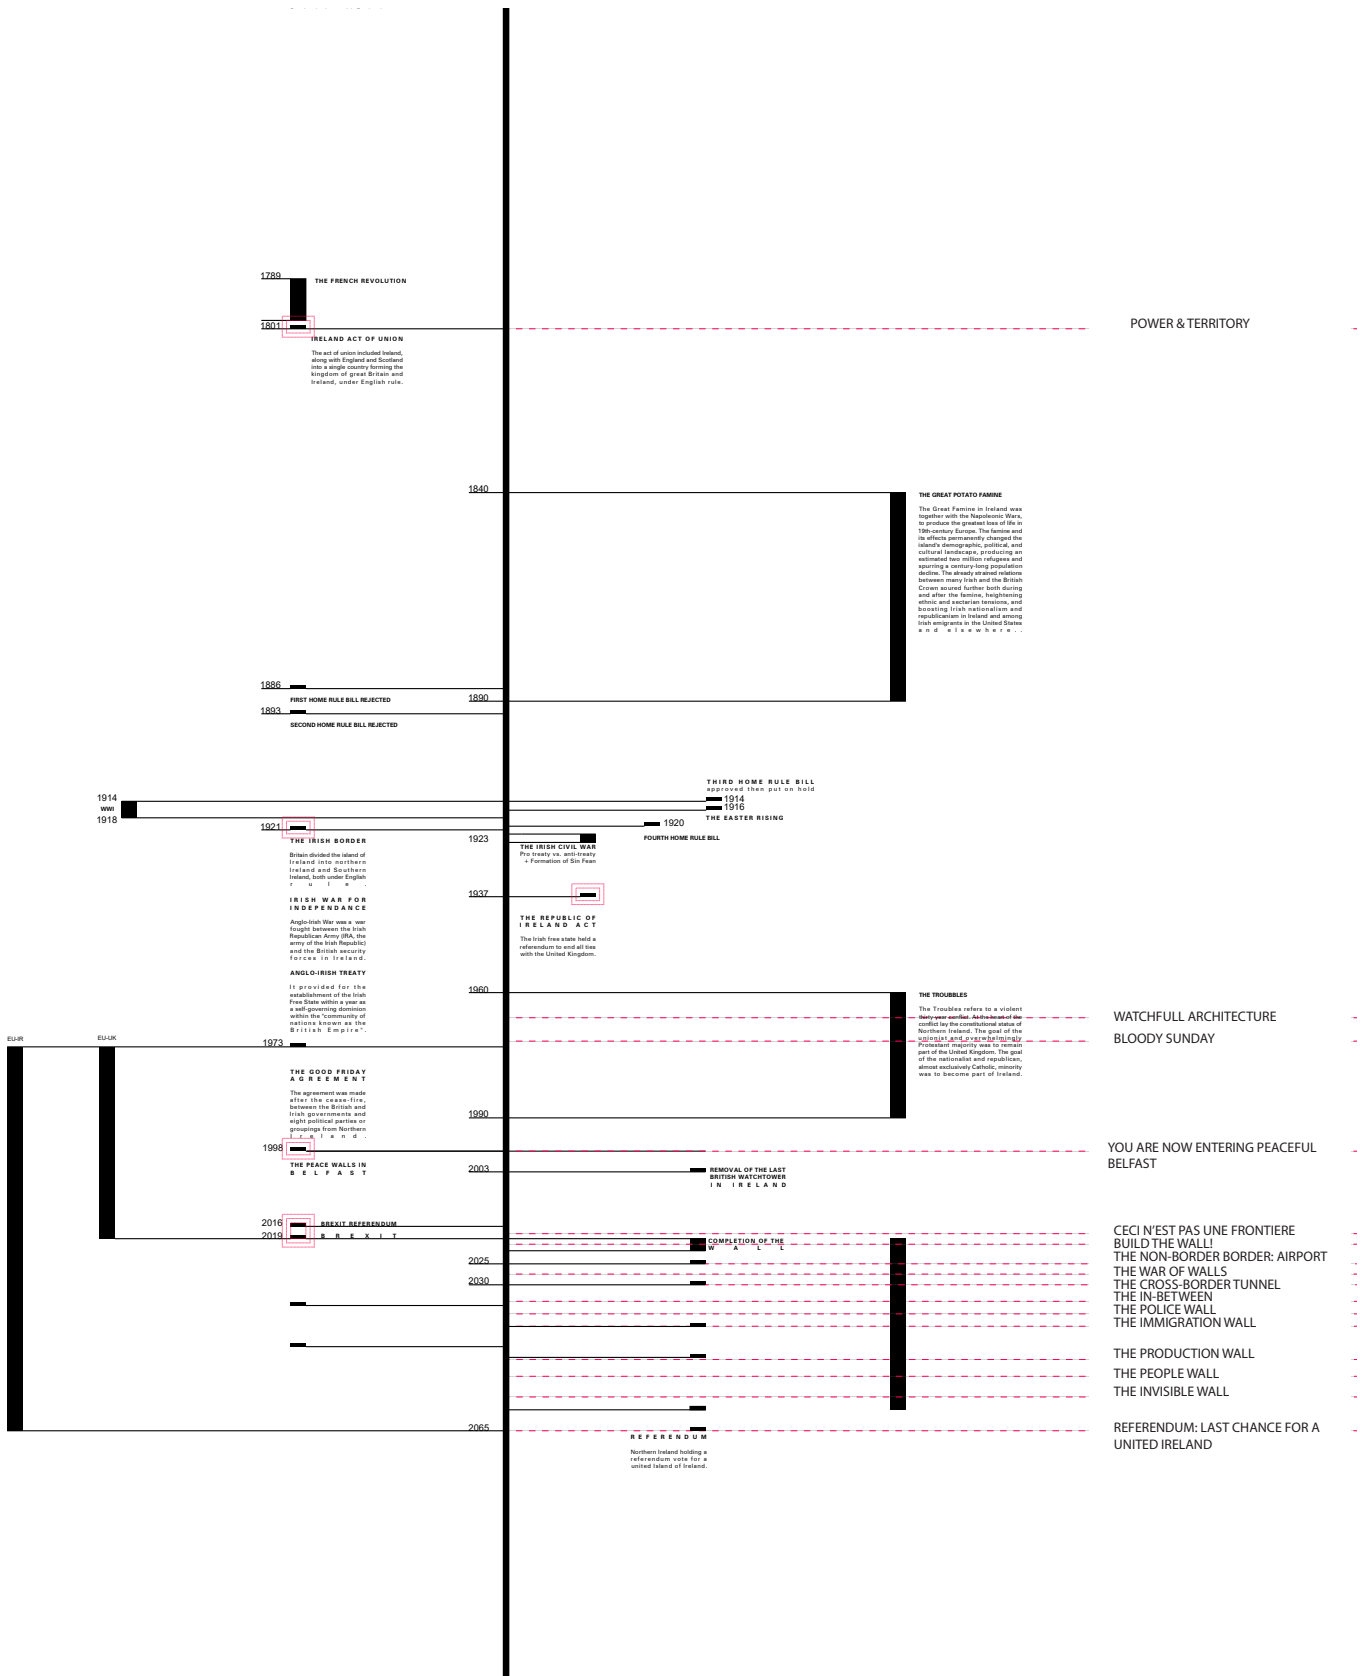 1789
THE FRENCH REVOLUTION
1801
POWER & TERRITORY
IRELAND ACT OF UNION
The act of union included Ireland,
along with England and Scotland
into a single country forming the
kingdom of great Britain and
Ireland, under English rule.
1840
THE GREAT POTATO FAMINE
The Great Famine in Ireland was
together with the Napoleonic Wars,
to produce the greatest loss of life in
19th-century Europe. The famine and
its effects permanently changed the
island's demographic, political, and
cultural landscape, producing an
estimated two million refugees and
spurring a century-long population
decline. The already strained relations
between many Irish and the British
Crown soured further both during
and after the famine, heightening
ethnic and sectarian tensions, and
boosting Irish nationalism and
republicanism in Ireland and among
Irish emigrants in the United States
and elsewhere..
1886
FIRST HOME RULE BILL REJECTED
1890
1893
SECOND HOME RULE BILL REJECTED
THIRD HOME RULE BILL
approved then put on hold
1914
WWI
1918
1914
1916
THE EASTER RISING
1920
FOURTH HOME RULE BILL
1921
THE IRISH BORDER
Britain divided the island of
Ireland into northern
Ireland and Southern
Ireland, both under English
rule.
IRISH WAR FOR
INDEPENDANCE
Anglo-Irish War was a war
fought between the Irish
Republican Army (IRA, the
army of the Irish Republic)
and the British security
forces in Ireland.
ANGLO-IRISH TREATY
It provided for the
establishment of the Irish
Free State within a year as
a self-governing dominion
within the "community of
nations known as the
British Empire".
1923
THE IRISH CIVIL WAR
Pro treaty vs. anti-treaty
+ Formation of Sin Fean
1937
THE REPUBLIC OF
IRELAND ACT
The Irish free state held a
referendum to end all ties
with the United Kingdom.
1960
THE TROUBBLES
The Troubles refers to a violent
thirty-year conflict. At the heart of the
conflict lay the constitutional status of
Northern Ireland. The goal of the
unionist and overwhelmingly
Protestant majority was to remain
part of the United Kingdom. The goal
of the nationalist and republican,
almost exclusively Catholic, minority
was to become part of Ireland.
WATCHFULL ARCHITECTURE
BLOODY SUNDAY
EU-IR
EU-UK
1973
THE GOOD FRIDAY
AGREEMENT
The agreement was made
after the cease-fire,
between the British and
Irish governments and
eight political parties or
groupings from Northern
Ireland.
1990
1998
THE PEACE WALLS IN
BELFAST
YOU ARE NOW ENTERING PEACEFUL
BELFAST
2003
REMOVAL OF THE LAST
BRITISH WATCHTOWER
IN IRELAND
2016
BREXIT REFERENDUM
2019
BREXIT
COMPLETION OF THE
WALL
2025
2030
CECI N'EST PAS UNE FRONTIERE
BUILD THE WALL!
THE NON-BORDER BORDER: AIRPORT
THE WAR OF WALLS
THE CROSS-BORDER TUNNEL
THE IN-BETWEEN
THE POLICE WALL
THE IMMIGRATION WALL
THE PRODUCTION WALL
THE PEOPLE WALL
THE INVISIBLE WALL
2065
REFERENDUM
Northern Ireland holding a
referendum vote for a
united Island of Ireland.
REFERENDUM: LAST CHANCE FOR A
UNITED IRELAND